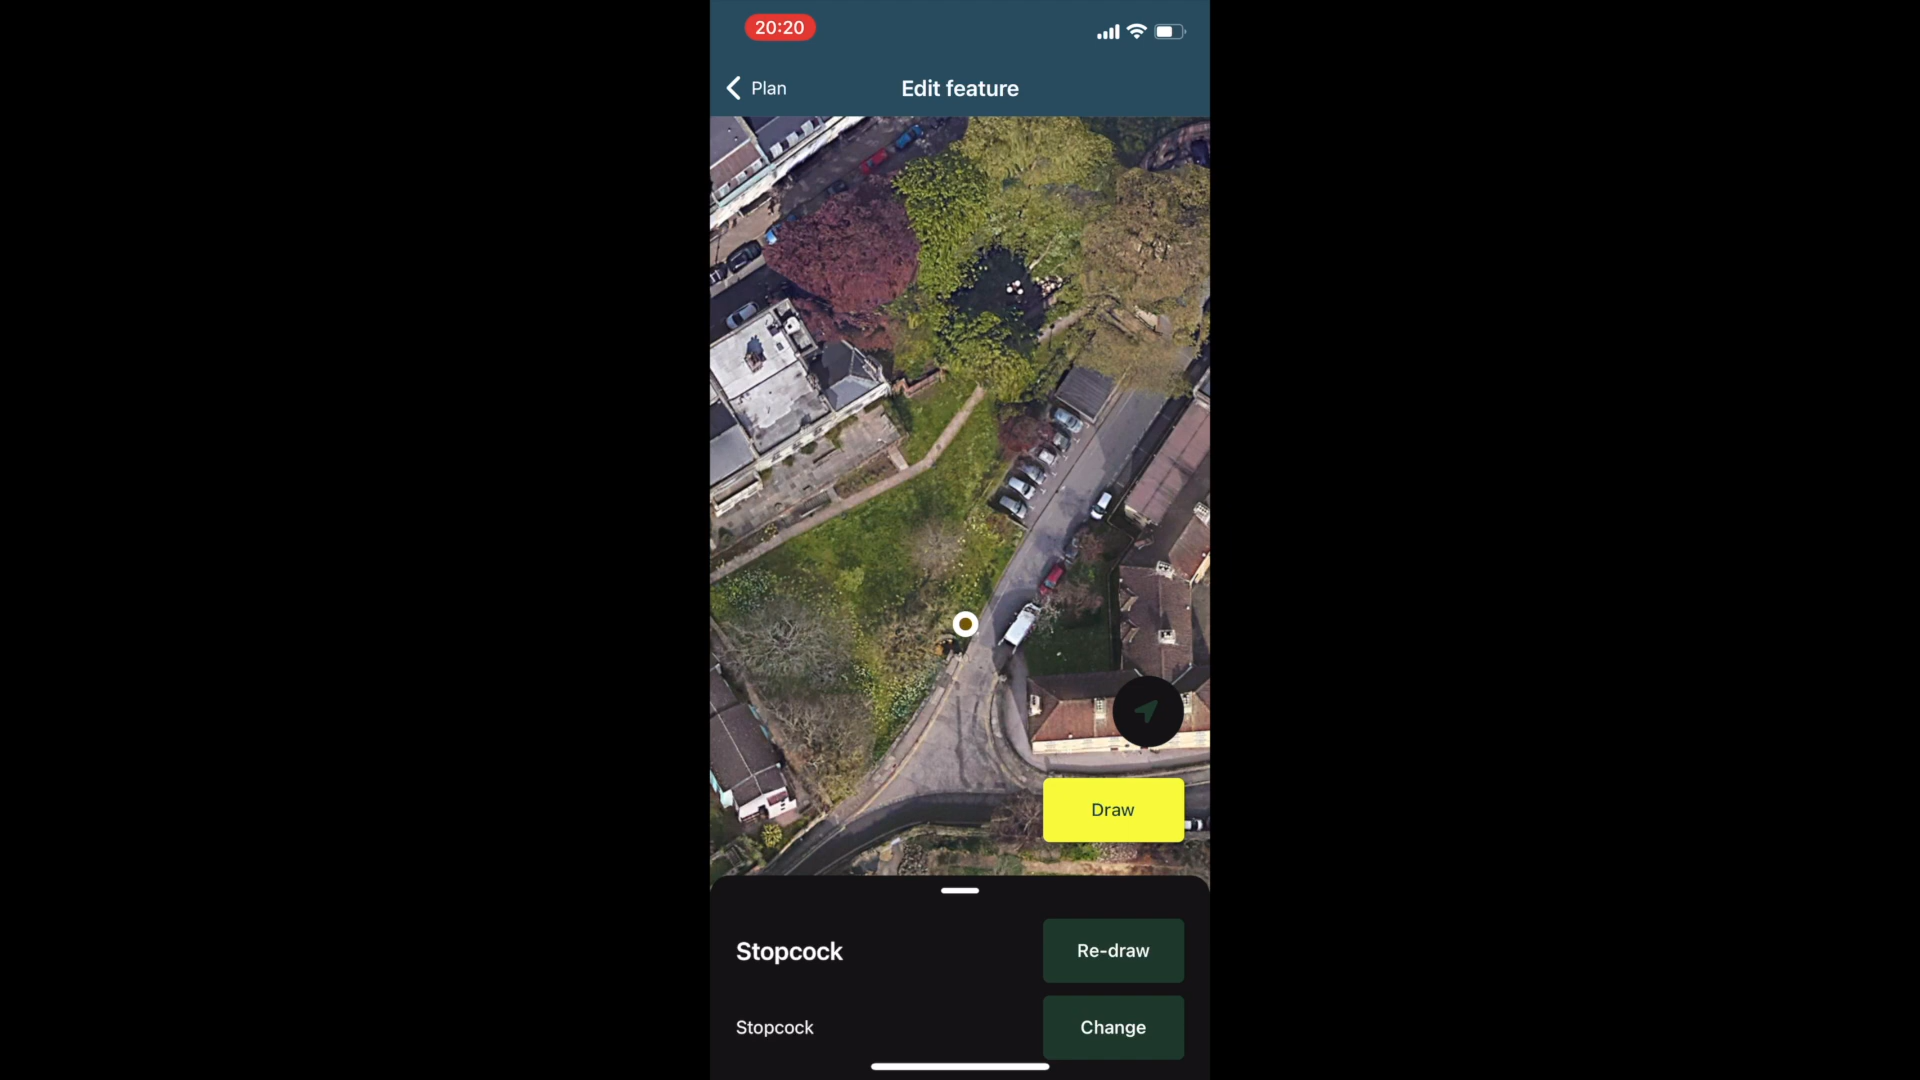 20:20
Plan
Edit feature
Draw
Stopcock
Re-draw
Stopcock
Change